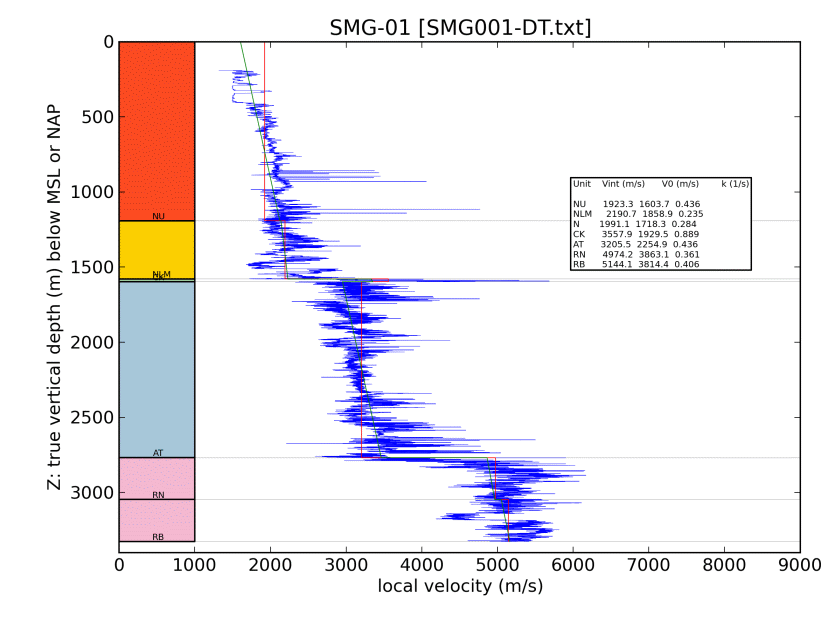 SMG-01 [SMG001-DT.txt]
Z: true vertical depth (m) below MSL or NAP
0
500
1000
1500
2000
2500
3000
NU
NLM
AT
RN
RB
Unit Vint (m/s) V0 (m/s) k (1/s)
NU 1923.3 1603.7 0.436
NLM 2190.7 1858.9 0.235
N 1991.1 1718.3 0.284
CK 3557.9 1929.5 0.889
AT 3205.5 2254.9 0.436
RN 4974.2 3863.1 0.361
RB 5144.1 3814.4 0.406
0 1000 2000 3000 4000 5000 6000 7000 8000 9000
local velocity (m/s)